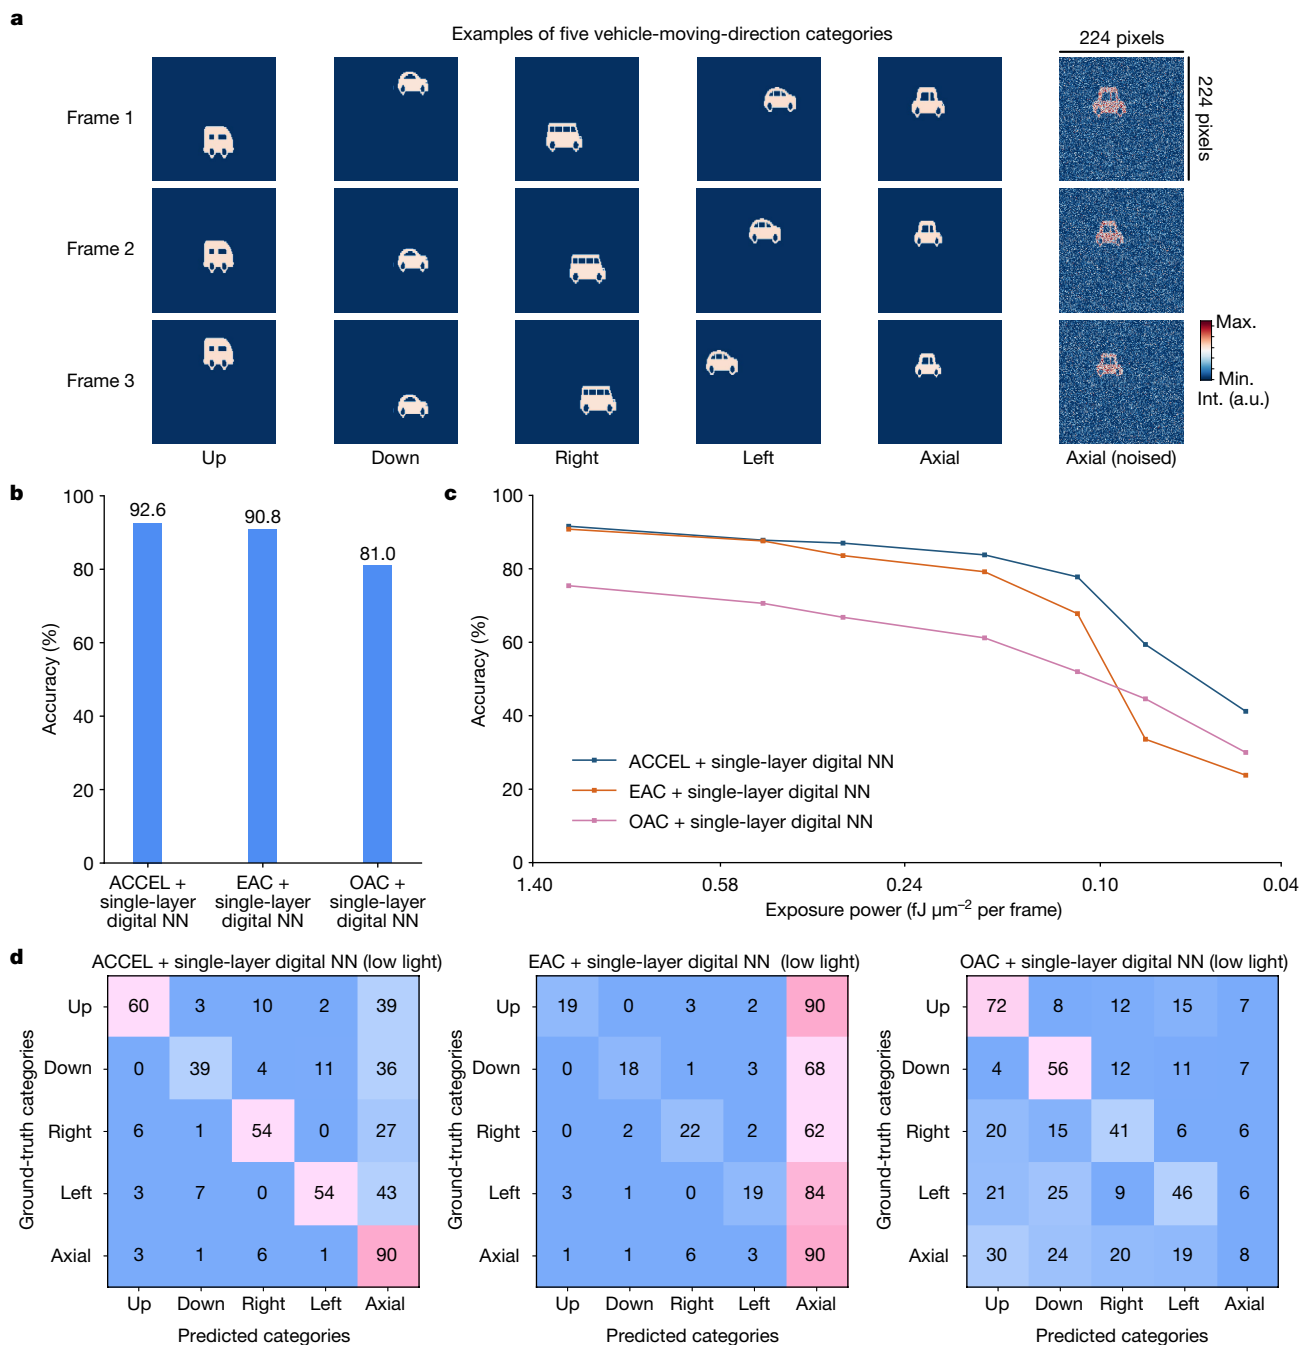 a
Examples of five vehicle-moving-direction categories
224 pixels
224 pixels
Frame 1
Frame 2
Frame 3
Max.
Min.
Int. (a.u.)
Up
Down
Right
Left
Axial
Axial (noised)
b
100
80
60
40
20
0
Accuracy (%)
92.6
90.8
81.0
ACCEL +
single-layer
digital NN
EAC +
single-layer
digital NN
OAC +
single-layer
digital NN
c
100
80
60
40
20
0
Accuracy (%)
ACCEL + single-layer digital NN
EAC + single-layer digital NN
OAC + single-layer digital NN
1.40 0.58 0.24 0.10 0.04
Exposure power (fJ μm⁻² per frame)
d
ACCEL + single-layer digital NN (low light)
Ground-truth categories
Up 60 3 10 2 39
Down 0 39 4 11 36
Right 6 1 54 0 27
Left 3 7 0 54 43
Axial 3 1 6 1 90
Up Down Right Left Axial
Predicted categories
EAC + single-layer digital NN (low light)
Ground-truth categories
Up 19 0 3 2 90
Down 0 18 1 3 68
Right 0 2 22 2 62
Left 3 1 0 19 84
Axial 1 1 6 3 90
Up Down Right Left Axial
Predicted categories
OAC + single-layer digital NN (low light)
Ground-truth categories
Up 72 8 12 15 7
Down 4 56 12 11 7
Right 20 15 41 6 6
Left 21 25 9 46 6
Axial 30 24 20 19 8
Up Down Right Left Axial
Predicted categories